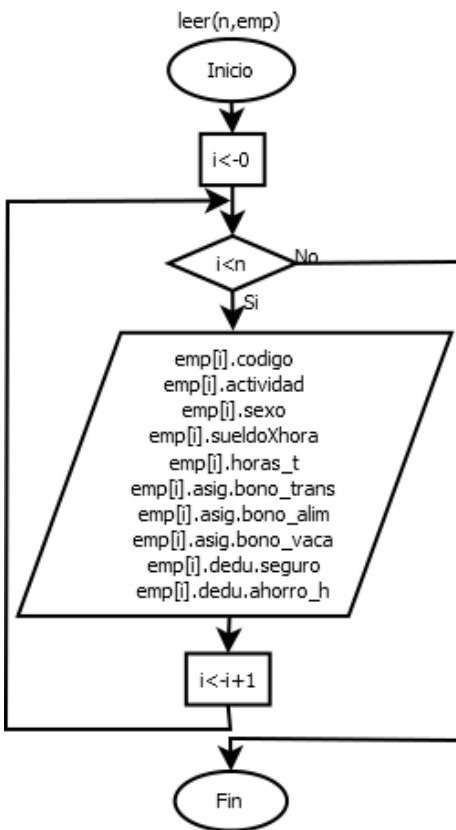 leer(n,emp)
Inicio
i<-0
i<n
No
Si
emp[i].codigo
emp[i].actividad
emp[i].sexo
emp[i].sueldoXhora
emp[i].horas_t
emp[i].asig.bono_trans
emp[i].asig.bono_alim
emp[i].asig.bono_vaca
emp[i].dedu.seguro
emp[i].dedu.ahorro_h
i<-i+1
Fin